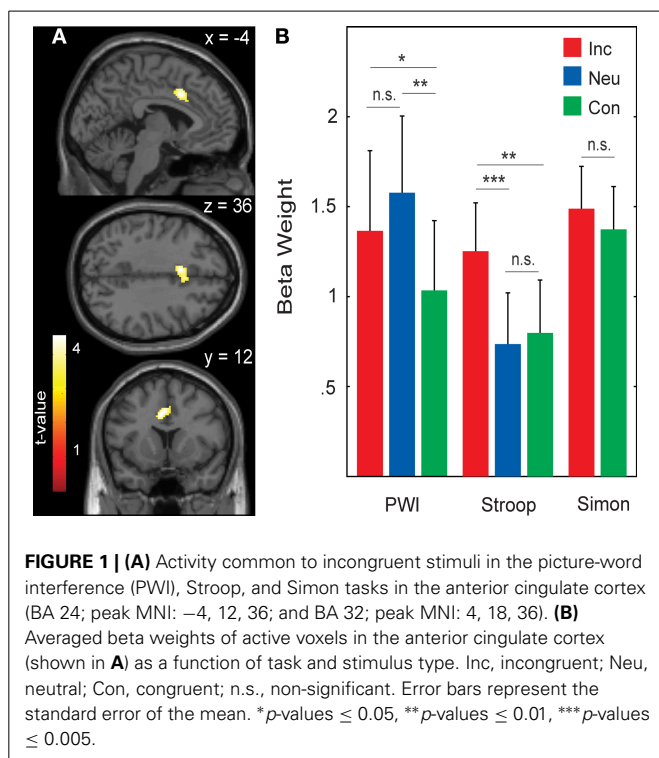 A
x = -4
z = 36
y = 12
4
1
t-value
B
Inc
Neu
Con
*
n.s.
**
**
***
n.s.
n.s.
2
1.5
1
.5
Beta Weight
PWI
Stroop
Simon
FIGURE 1 | (A) Activity common to incongruent stimuli in the picture-word
interference (PWI), Stroop, and Simon tasks in the anterior cingulate cortex
(BA 24; peak MNI: −4, 12, 36; and BA 32; peak MNI: 4, 18, 36). (B)
Averaged beta weights of active voxels in the anterior cingulate cortex
(shown in A) as a function of task and stimulus type. Inc, incongruent; Neu,
neutral; Con, congruent; n.s., non-significant. Error bars represent the
standard error of the mean. *p-values ≤ 0.05, **p-values ≤ 0.01, ***p-values
≤ 0.005.